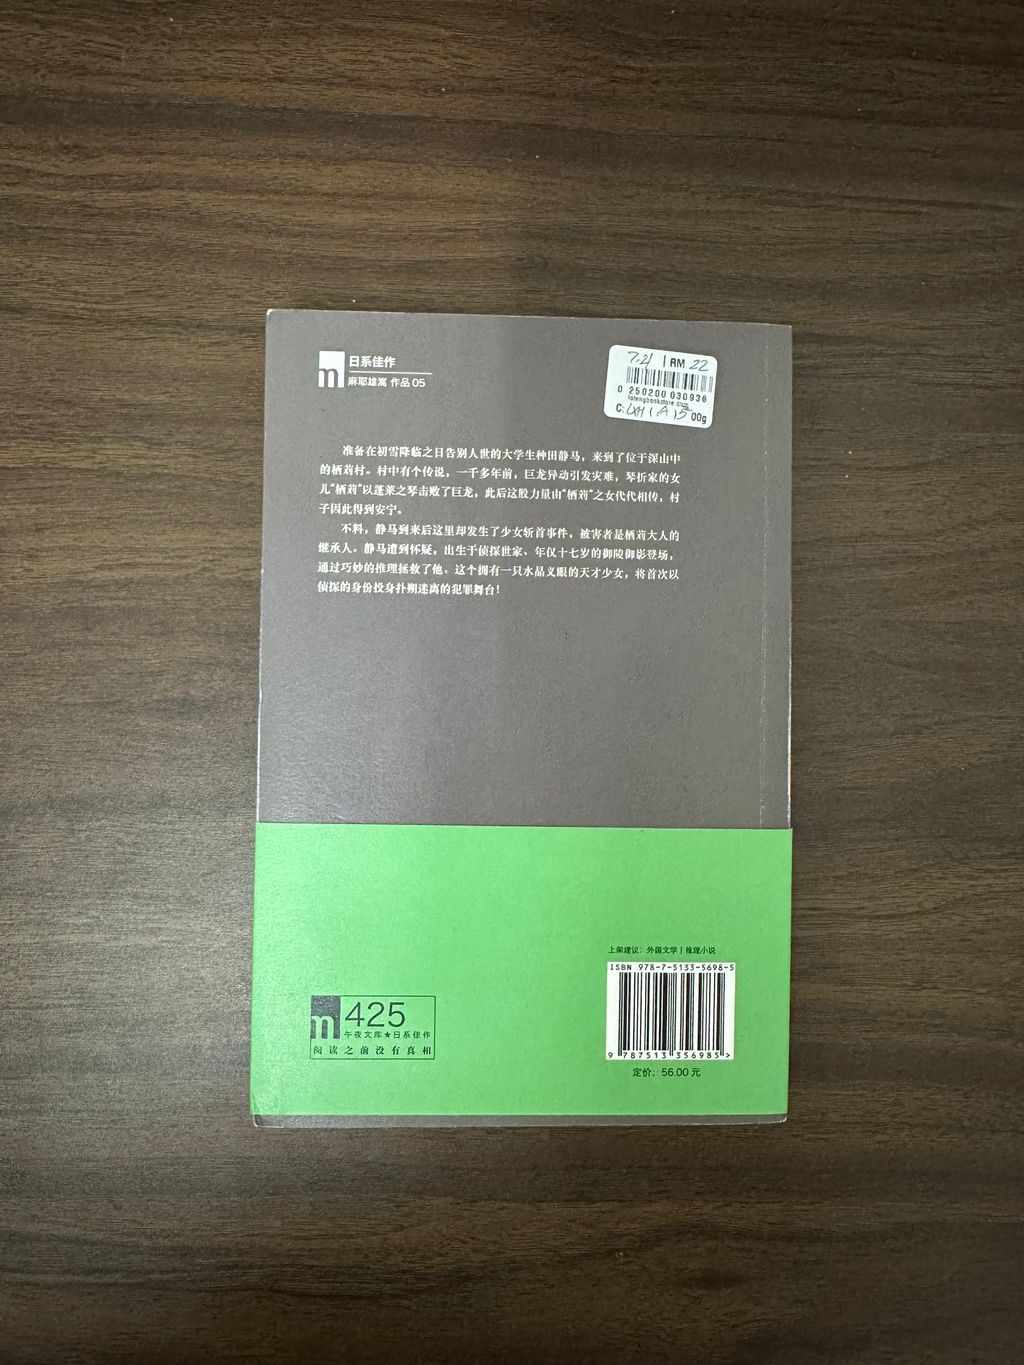 m
日系佳作
麻耶雄嵩 作品 05
RM 22
0 250200 030936
00g
准备在初雪降临之日告别人世的大学生种田静马，来到了位于深山中
的栖苅村。村中有个传说，一千多年前，巨龙异动引发灾难，琴折家的女
儿“栖苅”以蓬莱之琴击败了巨龙，此后这股力量由“栖苅”之女代代相传，村
子因此得到安宁。
不料，静马到来后这里却发生了少女斩首事件，被害者是栖苅大人的
继承人。静马遭到怀疑，出生于侦探世家、年仅十七岁的御陵御影登场，
通过巧妙的推理拯救了他。这个拥有一只水晶义眼的天才少女，将首次以
侦探的身份投身扑朔迷离的犯罪舞台！
上架建议：外国文学 | 推理小说
ISBN 978-7-5133-5698-5
9 787513 356985 >
定价：56.00 元
m
425
午夜文库★日系佳作
阅读之前没有真相